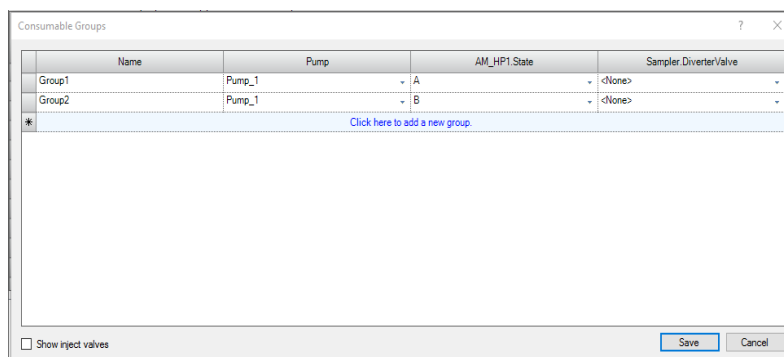 Consumable Groups ?
Name Pump AM_HP1.State Sampler.DiverterValve
Group1 Pump_1 A <None>
Group2 Pump_1 B <None>
Click here to add a new group.
Show inject valves Save Cancel